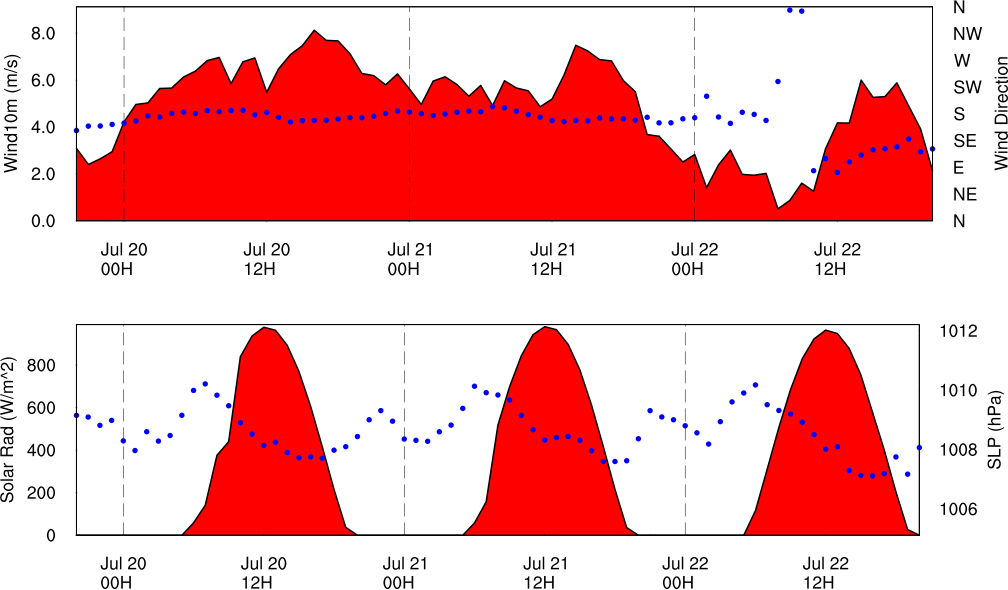 N
8.0
NW
W
6.0
SW
4.0
S
SE
2.0
E
NE
0.0
N
Wind10m (m/s)
Wind Direction
Jul 20 Jul 20 Jul 21 Jul 21 Jul 22 Jul 22
00H 12H 00H 12H 00H 12H
1012
800
1010
600
400
1008
200
1006
0
Solar Rad (W/m^2)
SLP (hPa)
Jul 20 Jul 20 Jul 21 Jul 21 Jul 22 Jul 22
00H 12H 00H 12H 00H 12H